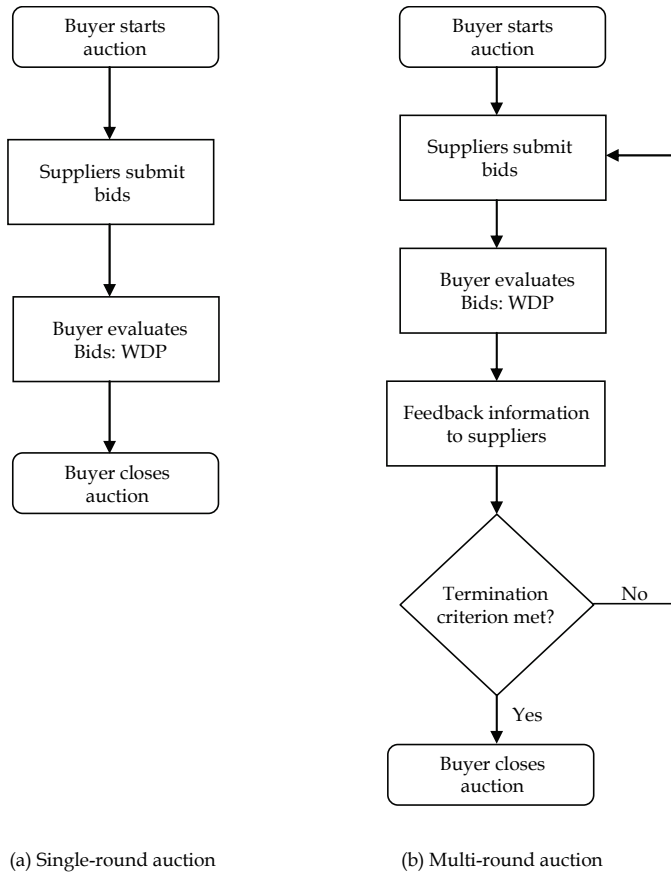 Buyer starts
auction
Suppliers submit
bids
Buyer evaluates
Bids: WDP
Buyer closes
auction
(a) Single-round auction
Buyer starts
auction
Suppliers submit
bids
Buyer evaluates
Bids: WDP
Feedback information
to suppliers
Termination
criterion met?
No
Yes
Buyer closes
auction
(b) Multi-round auction